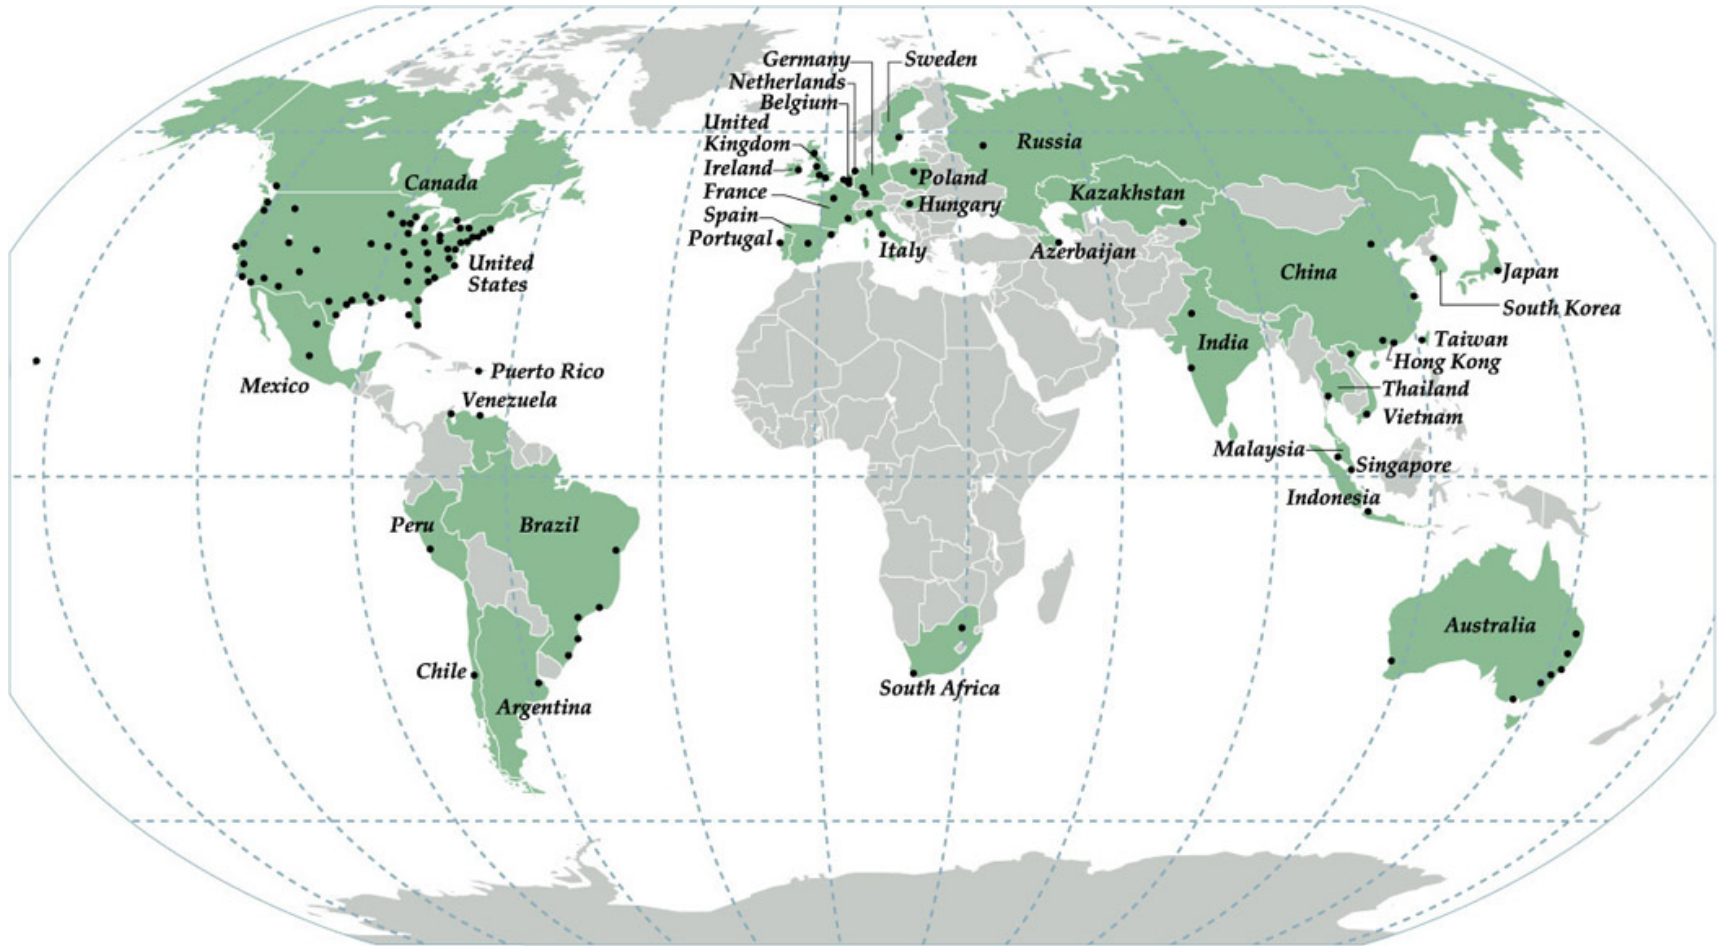 Germany
Sweden
Netherlands
Belgium
United
Kingdom
Ireland
France
Spain
Portugal
Russia
Poland
Hungary
Italy
Kazakhstan
Azerbaijan
Canada
United
States
China
Japan
South Korea
India
Taiwan
Hong Kong
Thailand
Vietnam
Mexico
Puerto Rico
Venezuela
Malaysia
Singapore
Indonesia
Peru
Brazil
Australia
Chile
Argentina
South Africa